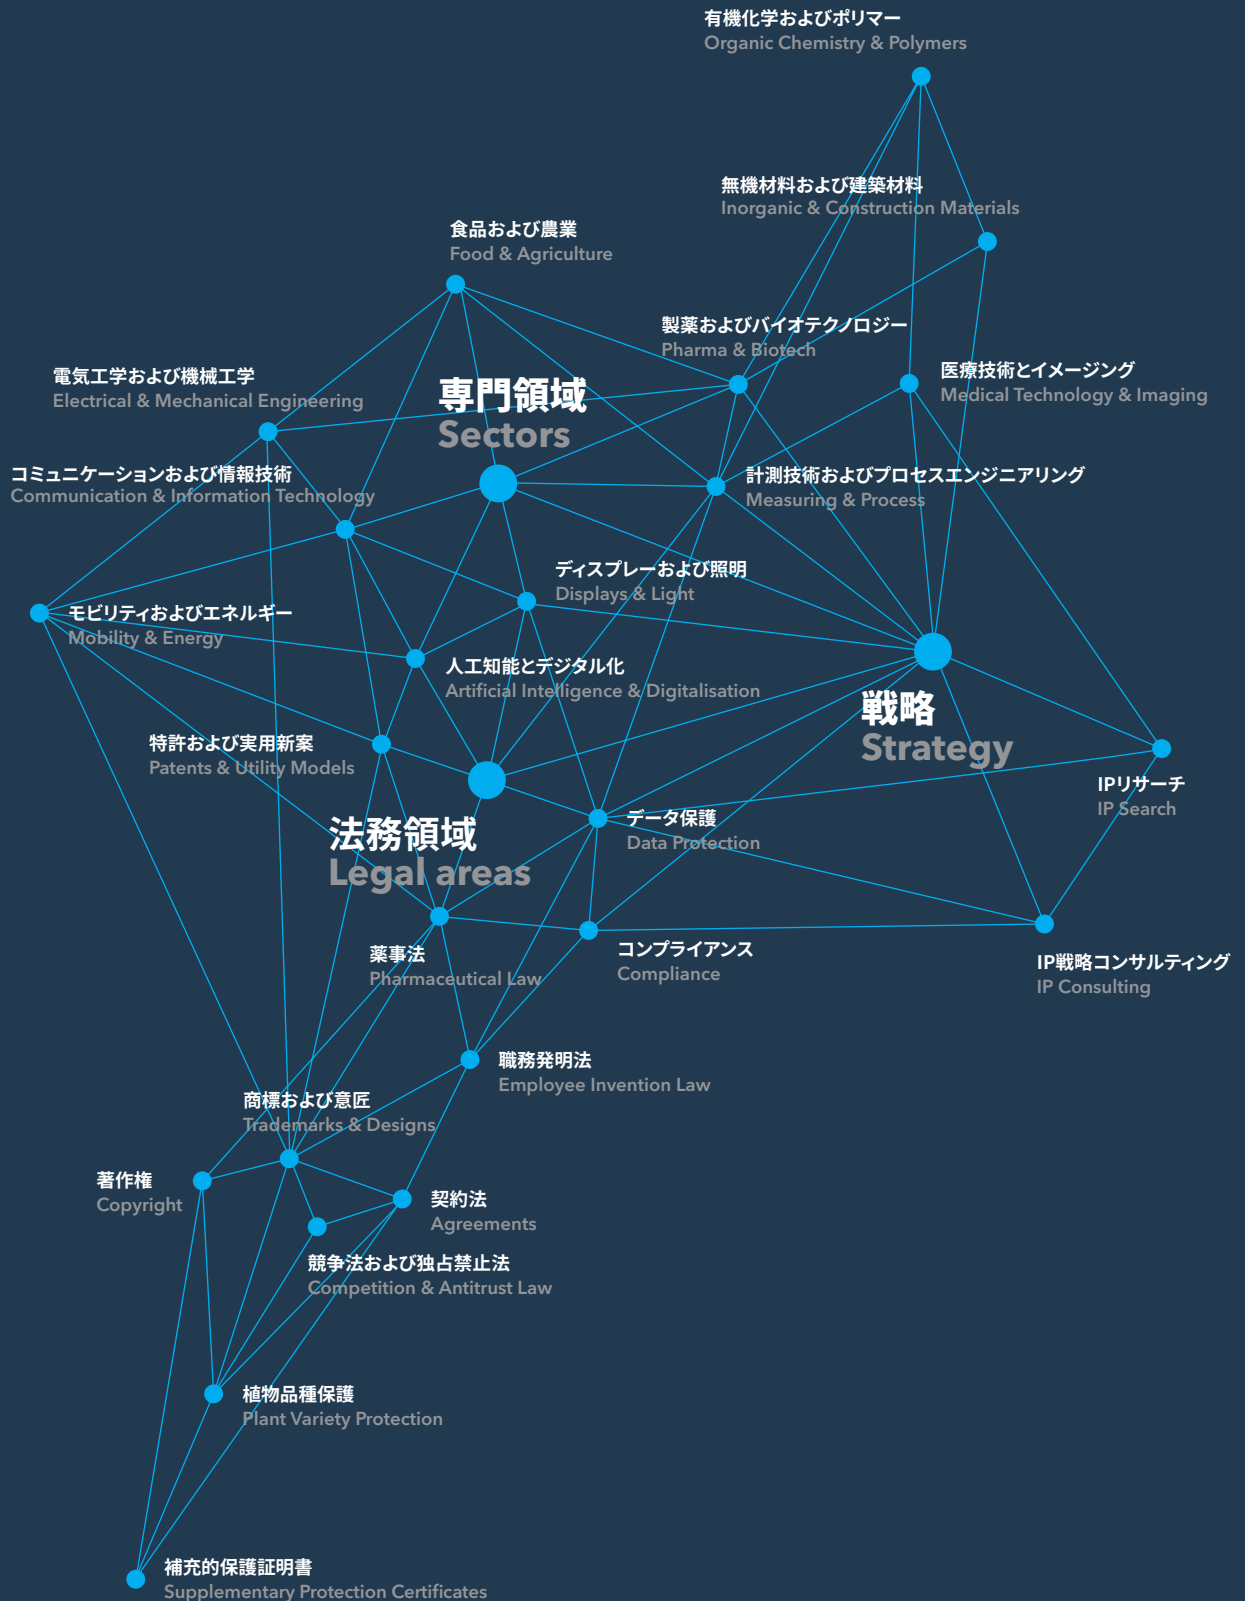 有機化学およびポリマー
Organic Chemistry & Polymers
無機材料および建築材料
Inorganic & Construction Materials
食品および農業
Food & Agriculture
製薬およびバイオテクノロジー
Pharma & Biotech
電気工学および機械工学
Electrical & Mechanical Engineering
専門領域
Sectors
医療技術とイメージング
Medical Technology & Imaging
コミュニケーションおよび情報技術
Communication & Information Technology
計測技術およびプロセスエンジニアリング
Measuring & Process
ディスプレーおよび照明
Displays & Light
モビリティおよびエネルギー
Mobility & Energy
人工知能とデジタル化
Artificial Intelligence & Digitalisation
戦略
Strategy
特許および実用新案
Patents & Utility Models
IPリサーチ
IP Search
法務領域
Legal areas
データ保護
Data Protection
薬事法
Pharmaceutical Law
コンプライアンス
Compliance
IP戦略コンサルティング
IP Consulting
職務発明法
Employee Invention Law
商標および意匠
Trademarks & Designs
著作権
Copyright
契約法
Agreements
競争法および独占禁止法
Competition & Antitrust Law
植物品種保護
Plant Variety Protection
補充的保護証明書
Supplementary Protection Certificates